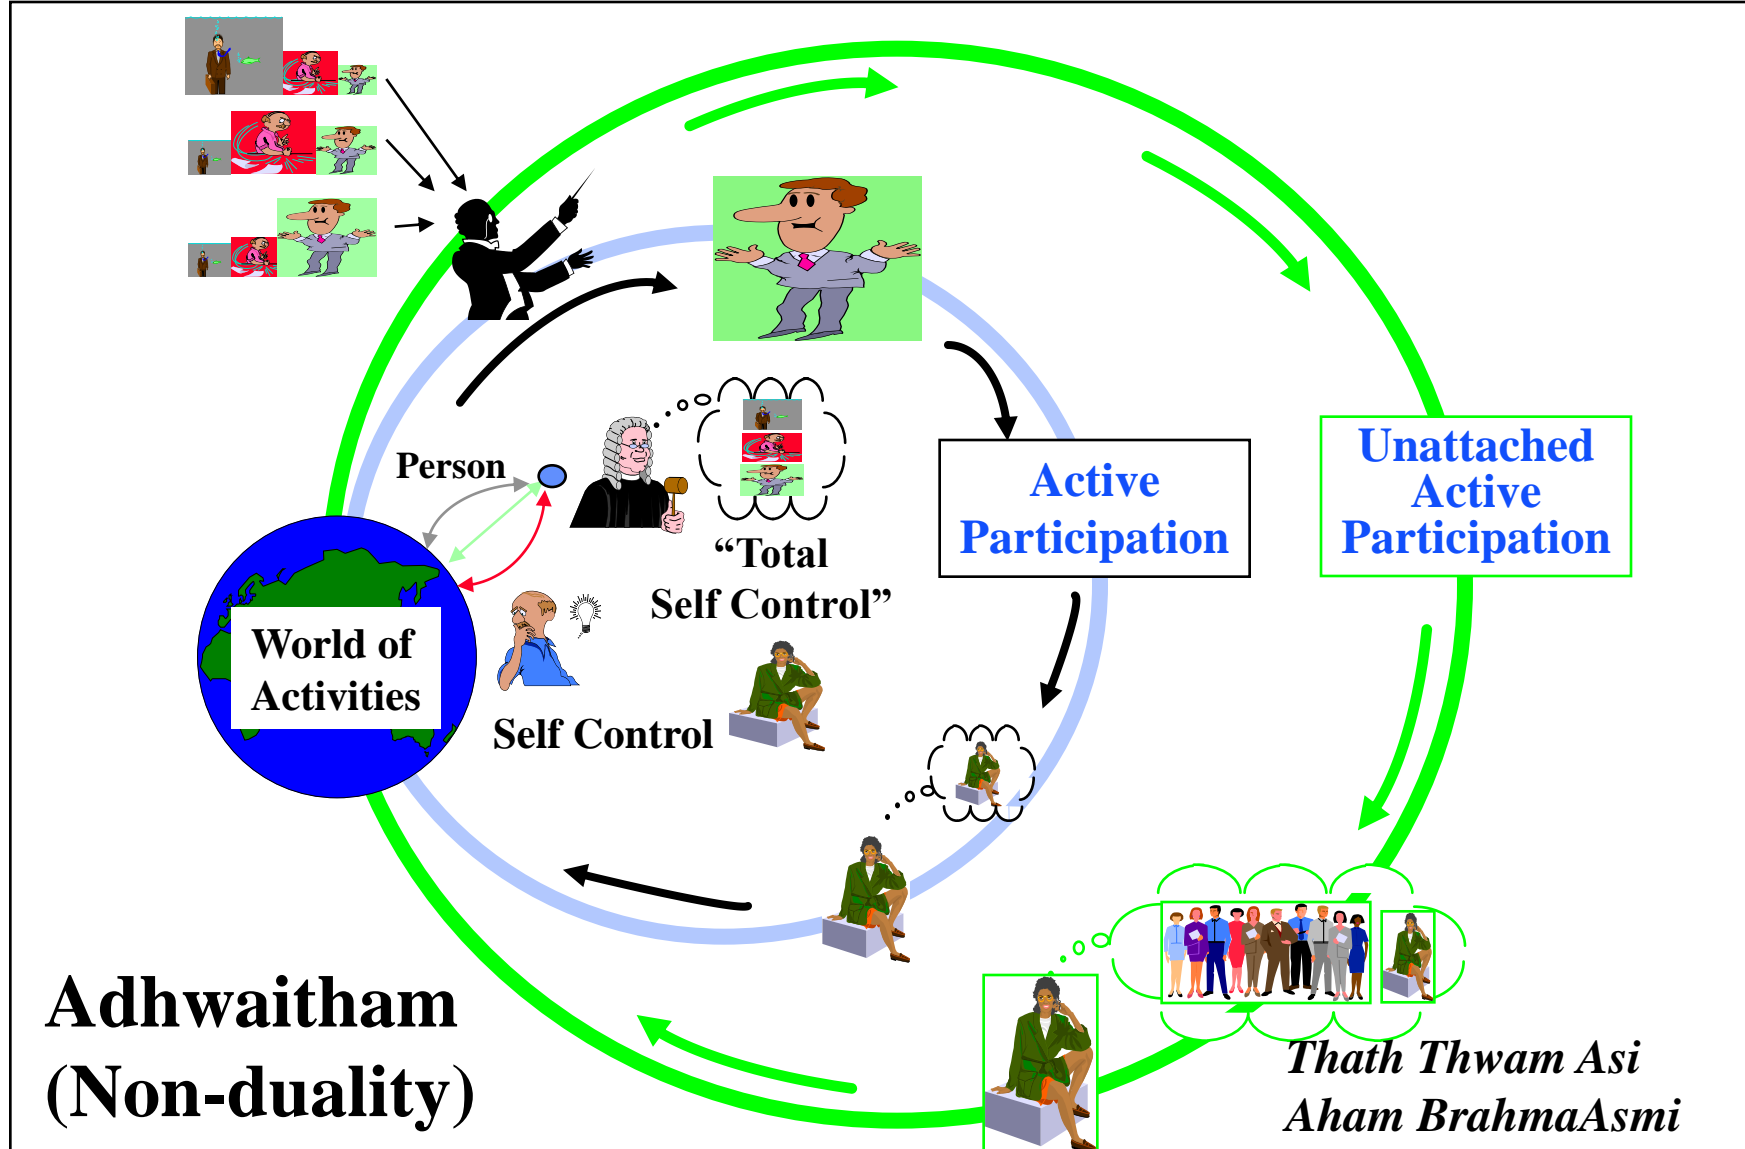 Person
"Total
Self Control"
Active
Participation
Unattached
Active
Participation
World of
Activities
Self Control
Adhwaitham
(Non-duality)
Thath Thwam Asi
Aham BrahmaAsmi